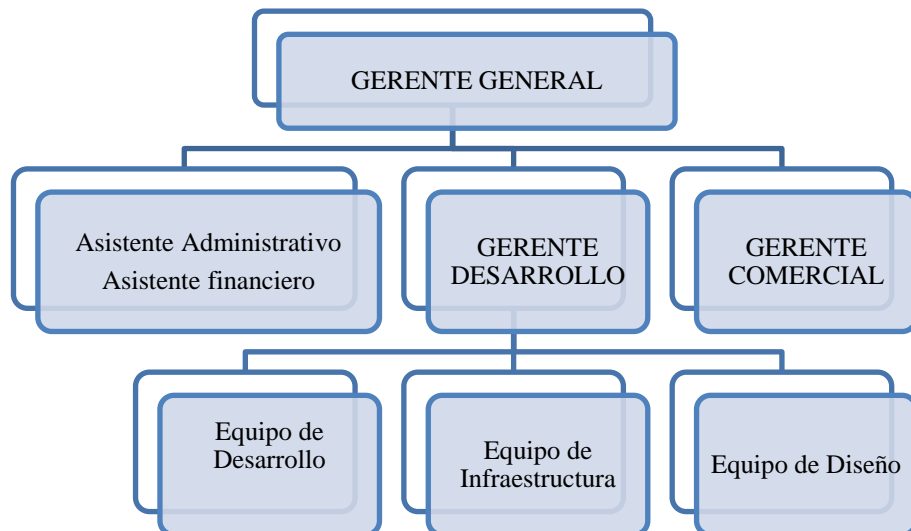 GERENTE GENERAL
Asistente Administrativo
Asistente financiero
GERENTE
DESARROLLO
GERENTE
COMERCIAL
Equipo de
Desarrollo
Equipo de
Infraestructura
Equipo de Diseño